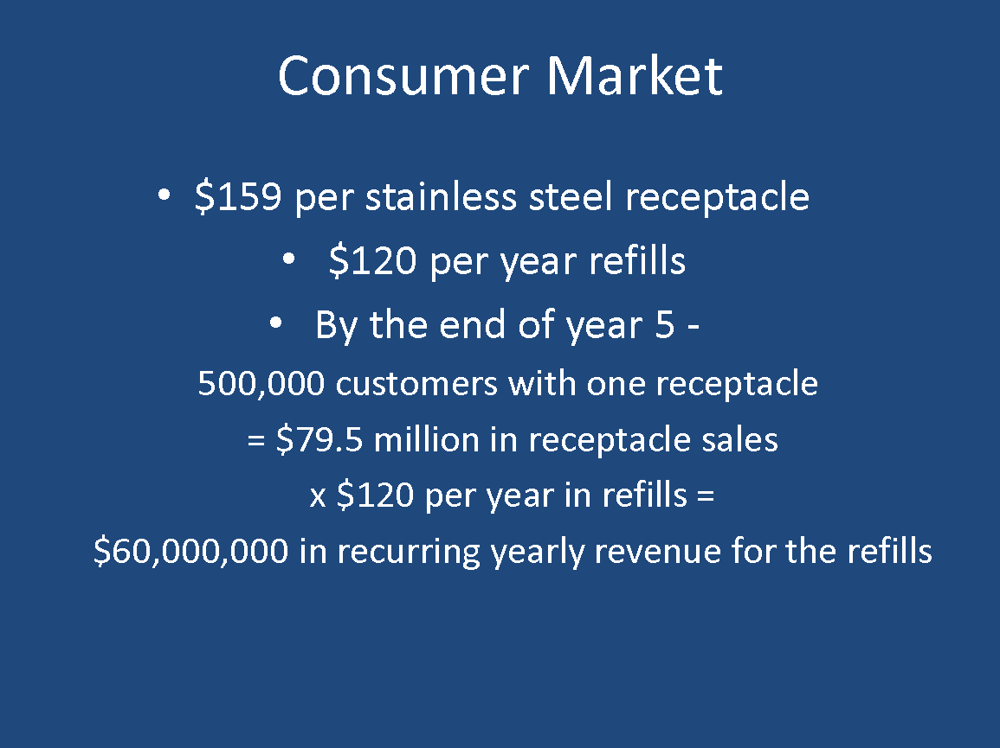 Consumer Market
• $159 per stainless steel receptacle
• $120 per year refills
• By the end of year 5 -
500,000 customers with one receptacle
= $79.5 million in receptacle sales
x $120 per year in refills =
$60,000,000 in recurring yearly revenue for the refills